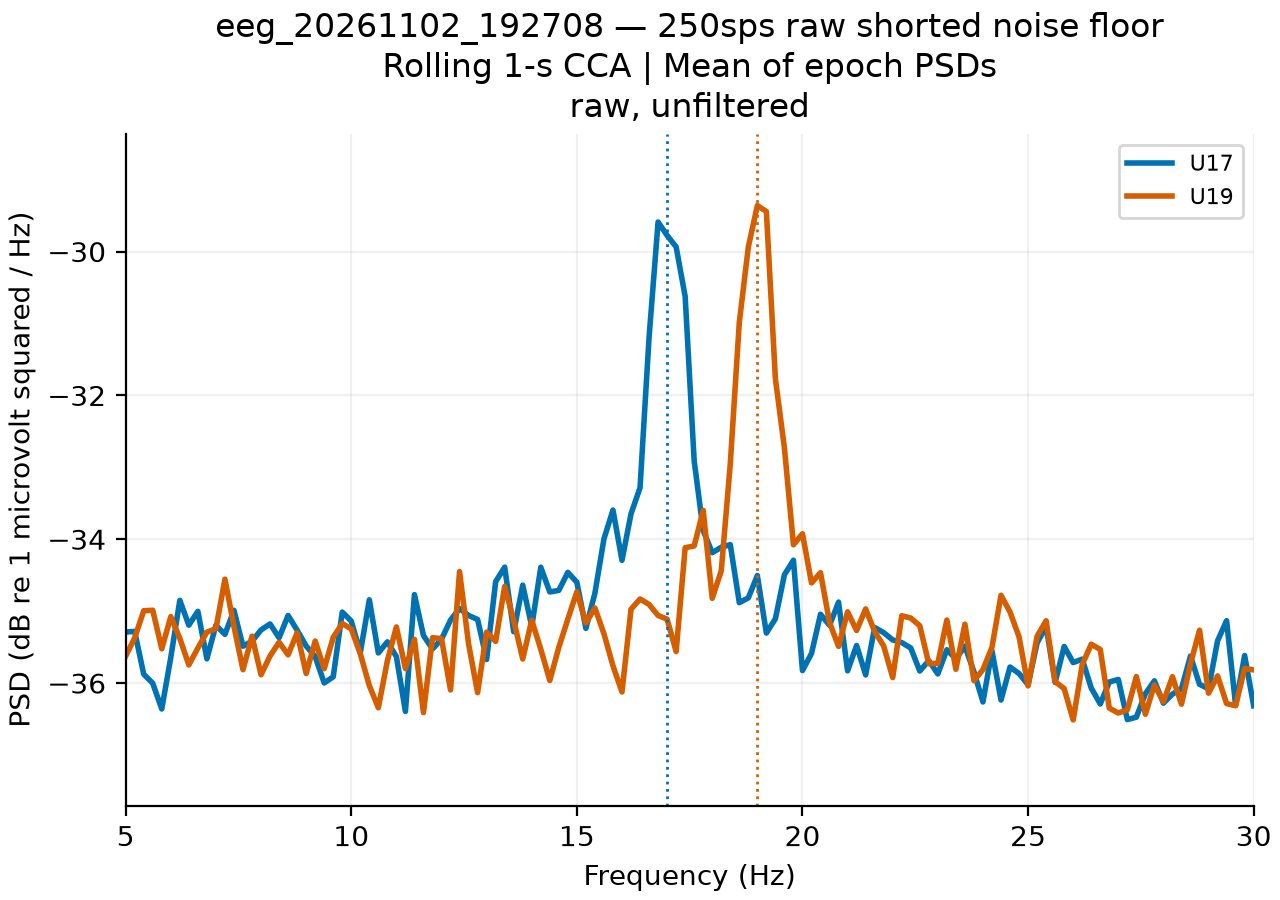 eeg_20261102_192708 — 250sps raw shorted noise floor
Rolling 1-s CCA | Mean of epoch PSDs
raw, unfiltered
U17
U19
PSD (dB re 1 microvolt squared / Hz)
−30
−32
−34
−36
5
10
15
20
25
30
Frequency (Hz)